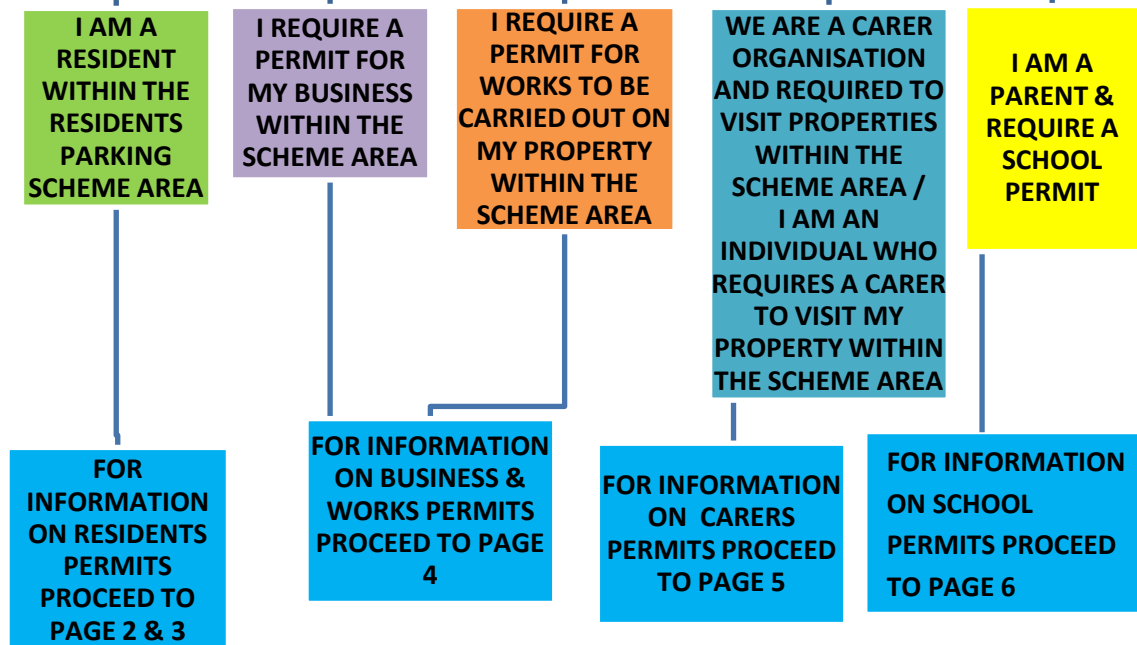 I AM A
RESIDENT
WITHIN THE
RESIDENTS
PARKING
SCHEME AREA
I REQUIRE A
PERMIT FOR
MY BUSINESS
WITHIN THE
SCHEME AREA
I REQUIRE A
PERMIT FOR
WORKS TO BE
CARRIED OUT ON
MY PROPERTY
WITHIN THE
SCHEME AREA
WE ARE A CARER
ORGANISATION
AND REQUIRED TO
VISIT PROPERTIES
WITHIN THE
SCHEME AREA /
I AM AN
INDIVIDUAL WHO
REQUIRES A CARER
TO VISIT MY
PROPERTY WITHIN
THE SCHEME AREA
I AM A
PARENT &
REQUIRE A
SCHOOL
PERMIT
FOR
INFORMATION
ON RESIDENTS
PERMITS
PROCEED TO
PAGE 2 & 3
FOR INFORMATION
ON BUSINESS &
WORKS PERMITS
PROCEED TO PAGE
4
FOR INFORMATION
ON CARERS
PERMITS PROCEED
TO PAGE 5
FOR INFORMATION
ON SCHOOL
PERMITS PROCEED
TO PAGE 6